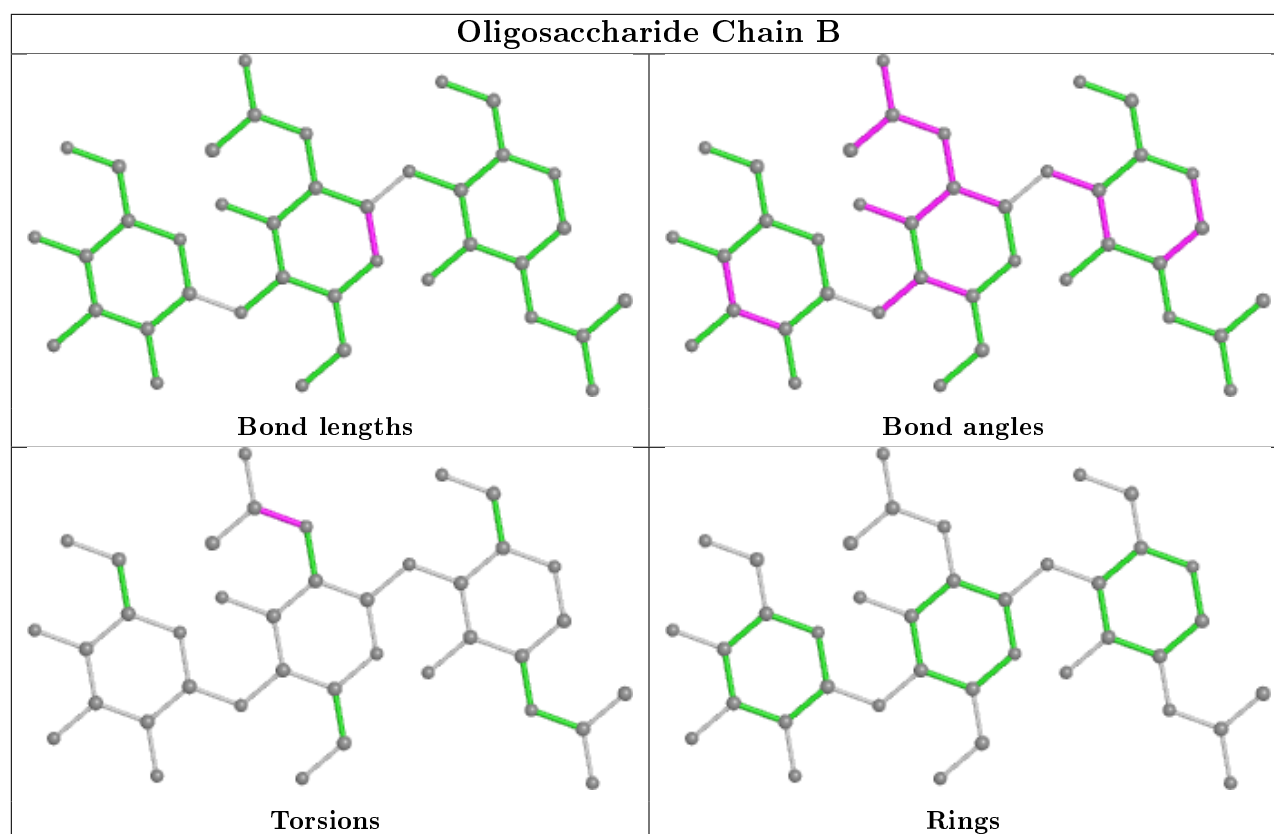 Oligosaccharide Chain B
Bond lengths
Bond angles
Torsions
Rings